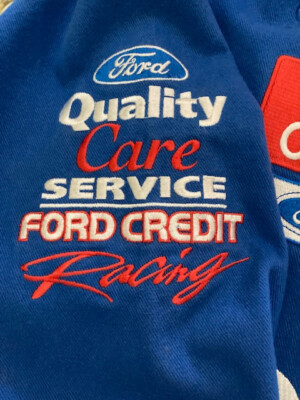 Ford
Quality
Care
SERVICE
FORD CREDIT
Racing